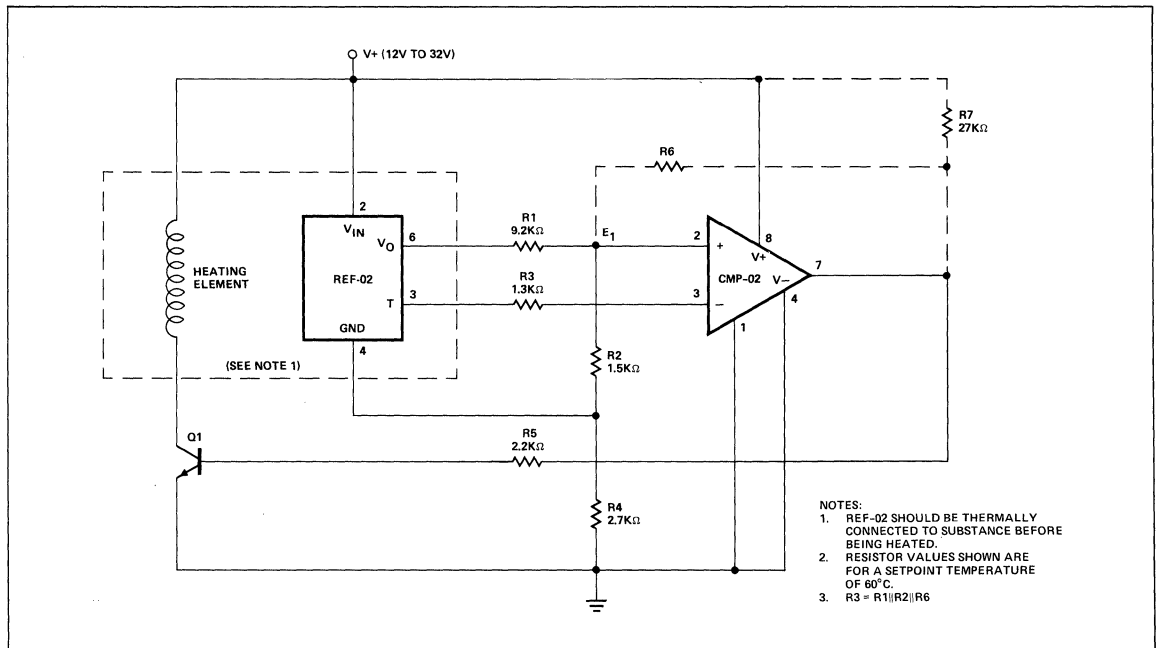 V+ (12V TO 32V)
R7
27KΩ
R6
2
VIN
VO
6
R1
9.2KΩ
E1
2
+
8
V+
7
HEATING
ELEMENT
REF-02
CMP-02
V−
4
T
3
R3
1.3KΩ
3
−
1
GND
4
(SEE NOTE 1)
R2
1.5KΩ
Q1
R5
2.2KΩ
R4
2.7KΩ
NOTES:
1. REF-02 SHOULD BE THERMALLY
CONNECTED TO SUBSTANCE BEFORE
BEING HEATED.
2. RESISTOR VALUES SHOWN ARE
FOR A SETPOINT TEMPERATURE
OF 60°C.
3. R3 = R1||R2||R6